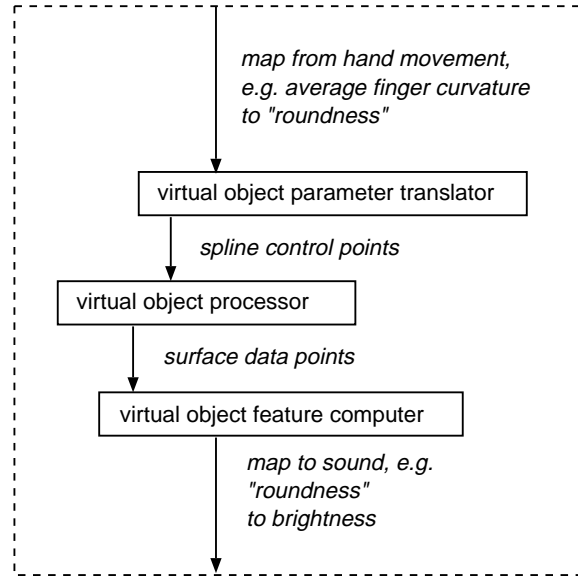 map from hand movement,
e.g. average finger curvature
to "roundness"
virtual object parameter translator
spline control points
virtual object processor
surface data points
virtual object feature computer
map to sound, e.g.
"roundness"
to brightness